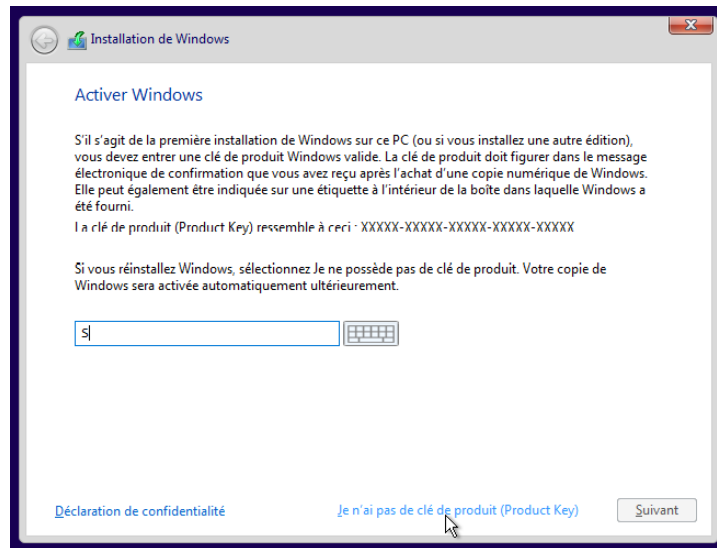 Installation de Windows
Activer Windows
S'il s'agit de la première installation de Windows sur ce PC (ou si vous installez une autre édition),
vous devez entrer une clé de produit Windows valide. La clé de produit doit figurer dans le message
électronique de confirmation que vous avez reçu après l'achat d'une copie numérique de Windows.
Elle peut également être indiquée sur une étiquette à l'intérieur de la boîte dans laquelle Windows a
été fourni.
La clé de produit (Product Key) ressemble à ceci : XXXXX-XXXXX-XXXXX-XXXXX-XXXXX
Si vous réinstallez Windows, sélectionnez Je ne possède pas de clé de produit. Votre copie de
Windows sera activée automatiquement ultérieurement.
S
Déclaration de confidentialité
Je n'ai pas de clé de produit (Product Key)
Suivant